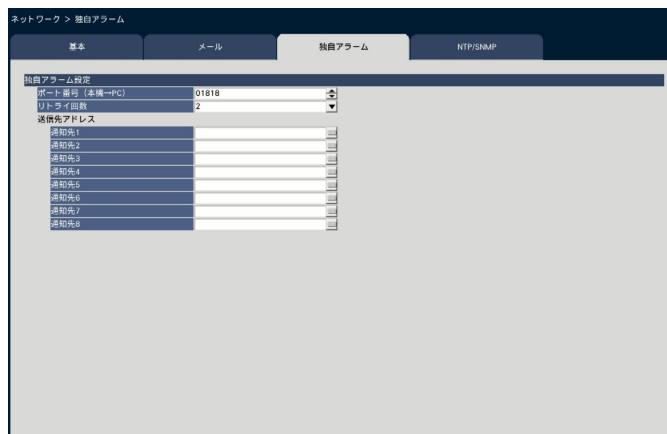 ネットワーク > 独自アラーム
基本 メール 独自アラーム NTP/SNMP
独自アラーム設定
ポート番号（本機→PC） 01818
リトライ回数 2
送信先アドレス
通知先1
通知先2
通知先3
通知先4
通知先5
通知先6
通知先7
通知先8